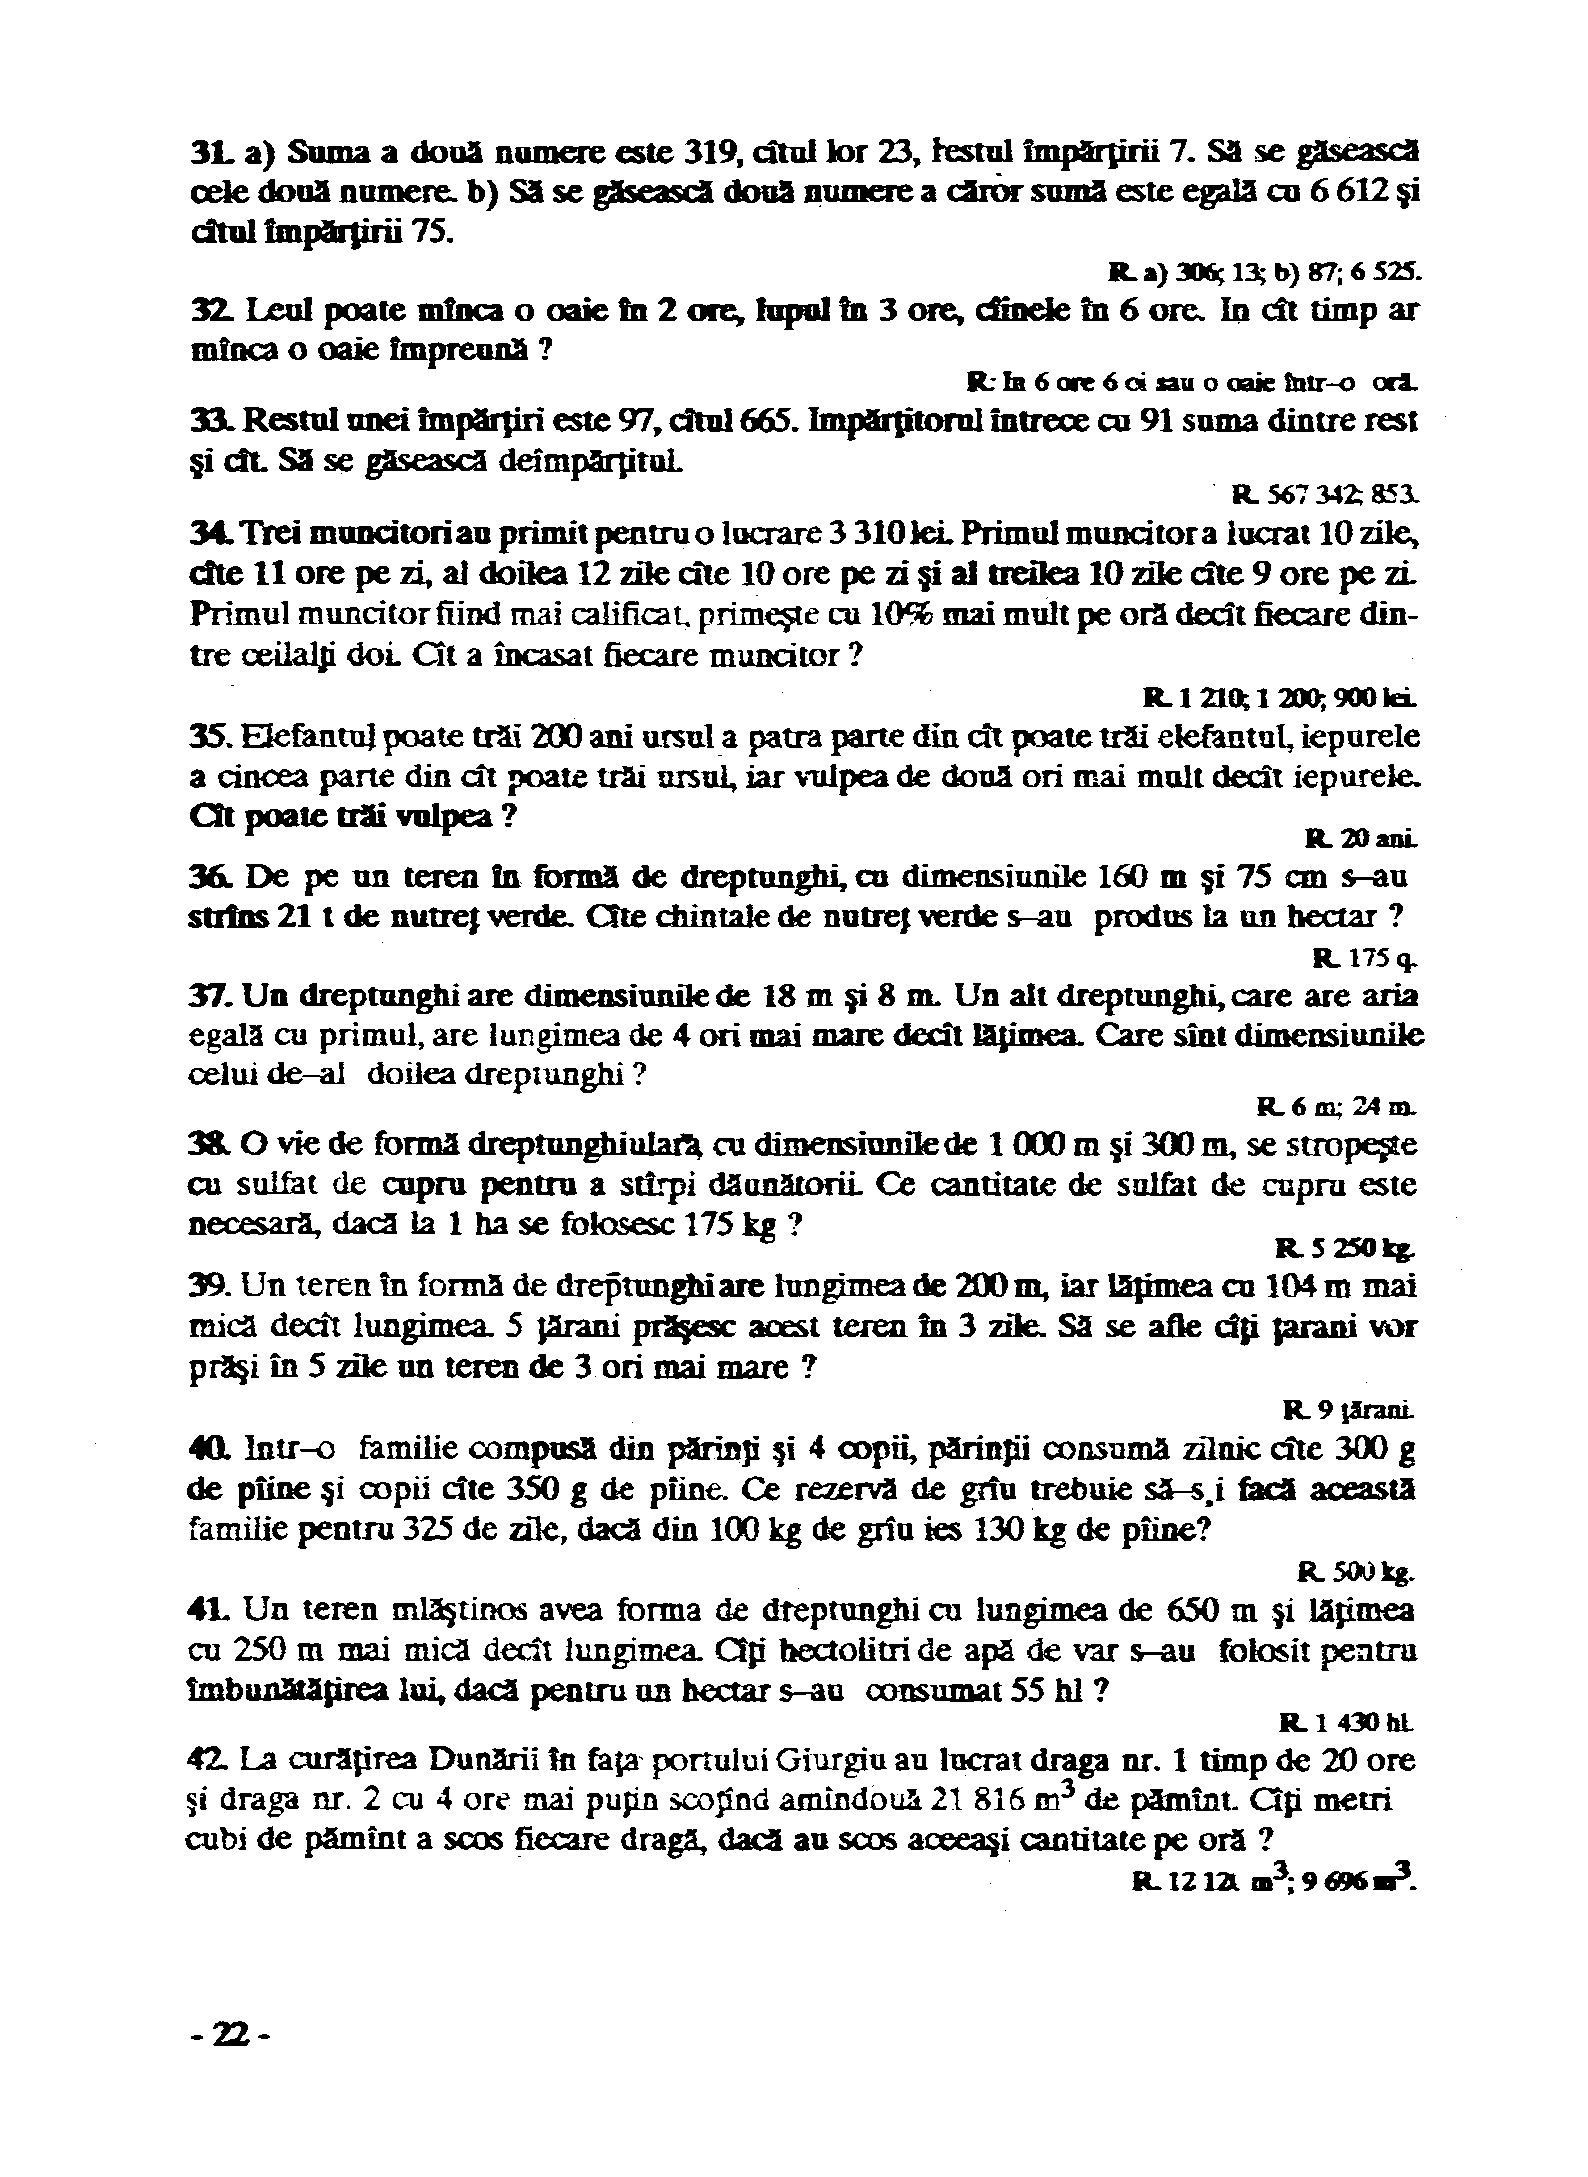 31. a) Suma a două numere este 319, cîtul lor 23, restul împărţirii 7. Să se găsească
cele două numere. b) Să se găsească două numere a căror sumă este egală cu 6 612 şi
cîtul împărţirii 75.
R. a) 306; 13; b) 87; 6 525.
32. Leul poate mînca o oaie în 2 ore, lupul în 3 ore, cîinele în 6 ore. In cît timp ar
mînca o oaie împreună ?
R: In 6 ore 6 oi sau o oaie într-o oră.
33. Restul unei împărţiri este 97, cîtul 665. Impărţitorul întrece cu 91 suma dintre rest
şi cît. Să se găsească deîmpărţitul.
R. 567 342; 853.
34. Trei muncitori au primit pentru o lucrare 3 310 lei. Primul muncitor a lucrat 10 zile,
cîte 11 ore pe zi, al doilea 12 zile cîte 10 ore pe zi şi al treilea 10 zile cîte 9 ore pe zi.
Primul muncitor fiind mai calificat, primeşte cu 10% mai mult pe oră decît fiecare din-
tre ceilalţi doi. Cît a încasat fiecare muncitor ?
R. 1 210; 1 200; 900 lei.
35. Elefantul poate trăi 200 ani ursul a patra parte din cît poate trăi elefantul, iepurele
a cincea parte din cît poate trăi ursul, iar vulpea de două ori mai mult decît iepurele.
Cît poate trăi vulpea ?
R. 20 ani.
36. De pe un teren în formă de dreptunghi, cu dimensiunile 160 m şi 75 cm s-au
strîns 21 t de nutreţ verde. Cîte chintale de nutreţ verde s-au produs la un hectar ?
R. 175 q.
37. Un dreptunghi are dimensiunile de 18 m şi 8 m. Un alt dreptunghi, care are aria
egală cu primul, are lungimea de 4 ori mai mare decît lăţimea. Care sînt dimensiunile
celui de-al doilea dreptunghi ?
R. 6 m; 24 m.
38. O vie de formă dreptunghiulară, cu dimensiunile de 1 000 m şi 300 m, se stropeşte
cu sulfat de cupru pentru a stîrpi dăunătorii. Ce cantitate de sulfat de cupru este
necesară, dacă la 1 ha se folosesc 175 kg ?
R. 5 250 kg.
39. Un teren în formă de dreptunghi are lungimea de 200 m, iar lăţimea cu 104 m mai
mică decît lungimea. 5 ţărani prăşesc acest teren în 3 zile. Să se afle cîţi ţarani vor
prăşi în 5 zile un teren de 3 ori mai mare ?
R. 9 ţărani.
40. Intr-o familie compusă din părinţi şi 4 copii, părinţii consumă zilnic cîte 300 g
de pîine şi copii cîte 350 g de pîine. Ce rezervă de grîu trebuie să-s,i facă această
familie pentru 325 de zile, dacă din 100 kg de grîu ies 130 kg de pîine?
R. 500 kg.
41. Un teren mlăştinos avea forma de dreptunghi cu lungimea de 650 m şi lăţimea
cu 250 m mai mică decît lungimea. Cîţi hectolitri de apă de var s-au folosit pentru
îmbunătăţirea lui, dacă pentru un hectar s-au consumat 55 hl ?
R. 1 430 hl.
42. La curăţirea Dunării în faţa portului Giurgiu au lucrat draga nr. 1 timp de 20 ore
şi draga nr. 2 cu 4 ore mai puţin scoţînd amîndouă 21 816 m³ de pămînt. Cîţi metri
cubi de pămînt a scos fiecare dragă, dacă au scos aceeaşi cantitate pe oră ?
R. 12 12 m³; 9 696 m³.
- 22 -